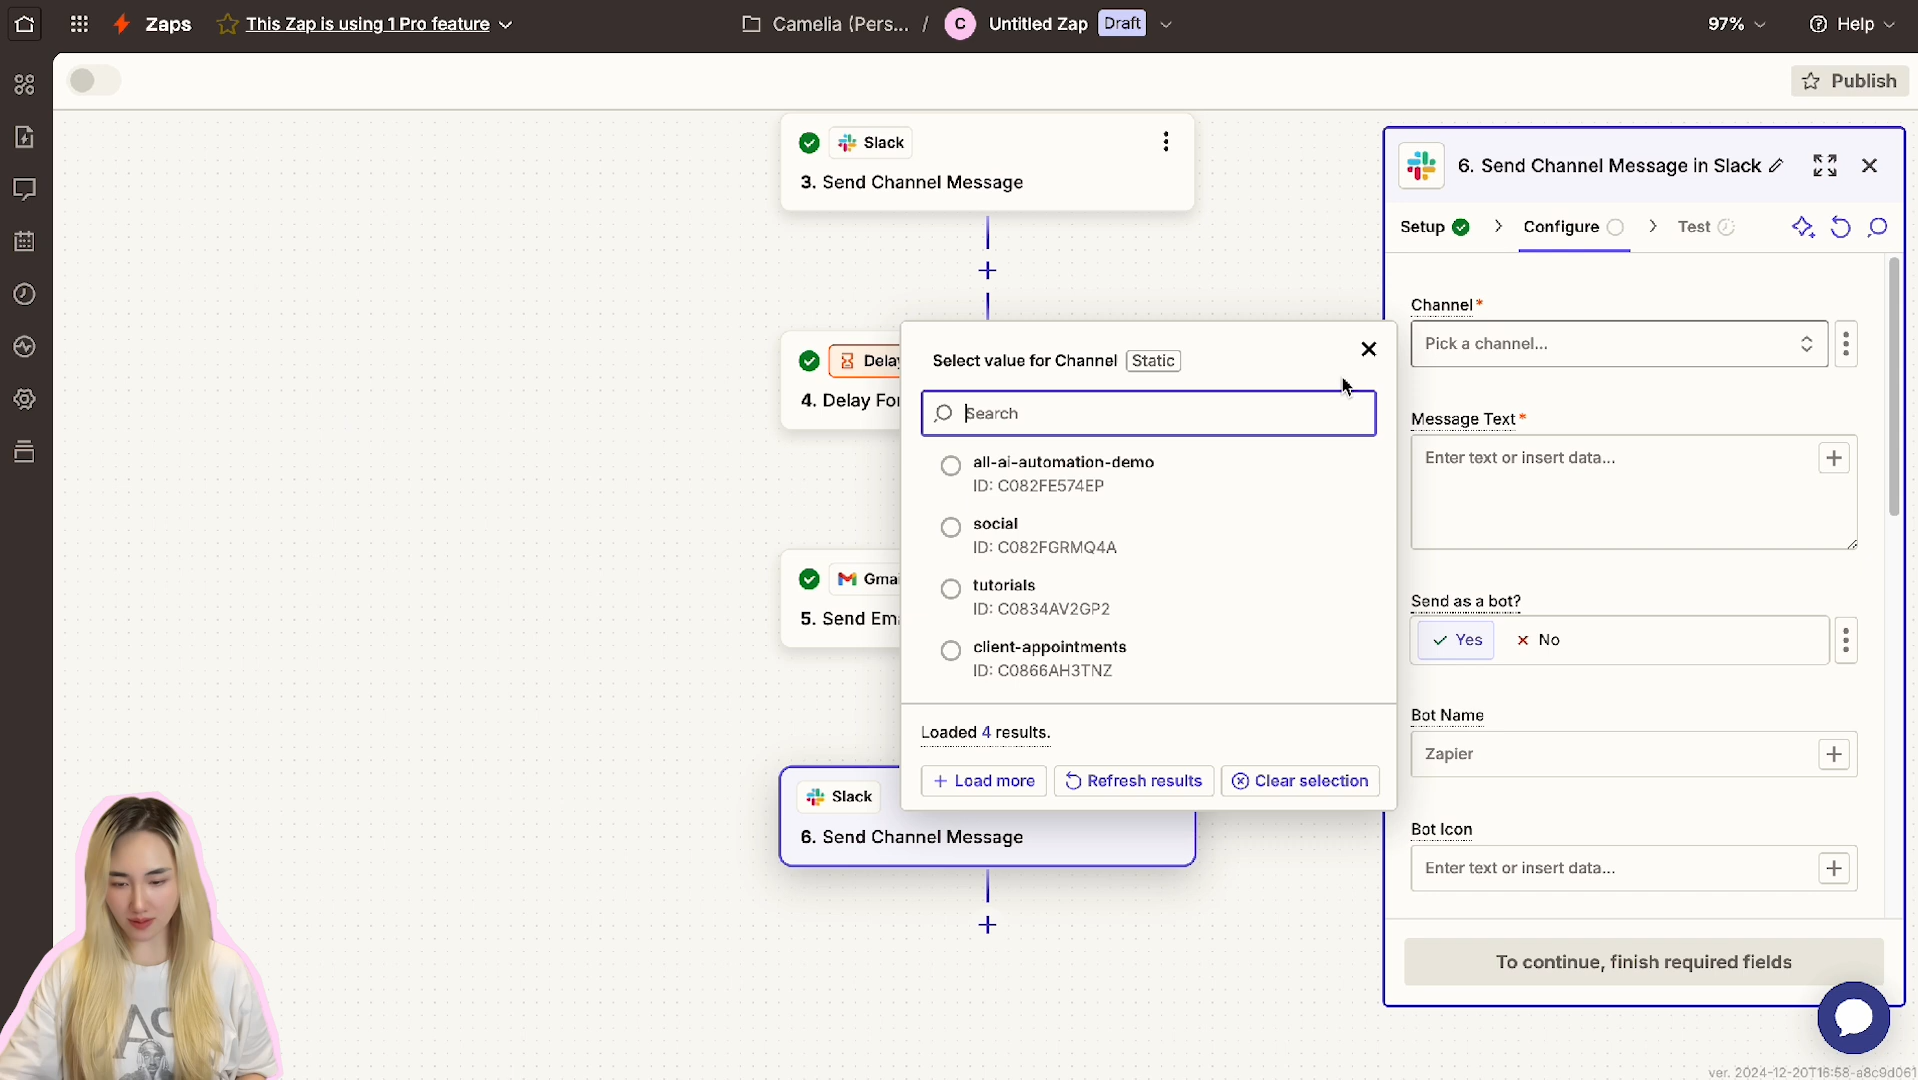 Zaps
This Zap is using 1 Pro feature
Camelia (Pers... / C Untitled Zap Draft
97%
Help
Publish
Slack
3. Send Channel Message
Delay
4. Delay For
Gmai
5. Send Ema
Slack
6. Send Channel Message
Select value for Channel Static
Search
all-ai-automation-demo
ID: C082FE574EP
social
ID: C082FGRMQ4A
tutorials
ID: C0834AV2GP2
client-appointments
ID: C0866AH3TNZ
Loaded 4 results.
Load more
Refresh results
Clear selection
6. Send Channel Message in Slack
Setup
Configure
Test
Channel*
Pick a channel...
Message Text*
Enter text or insert data...
Send as a bot?
Yes
No
Bot Name
Zapier
Bot Icon
Enter text or insert data...
To continue, finish required fields
ver. 2024-12-20T16:58-a8c9d061